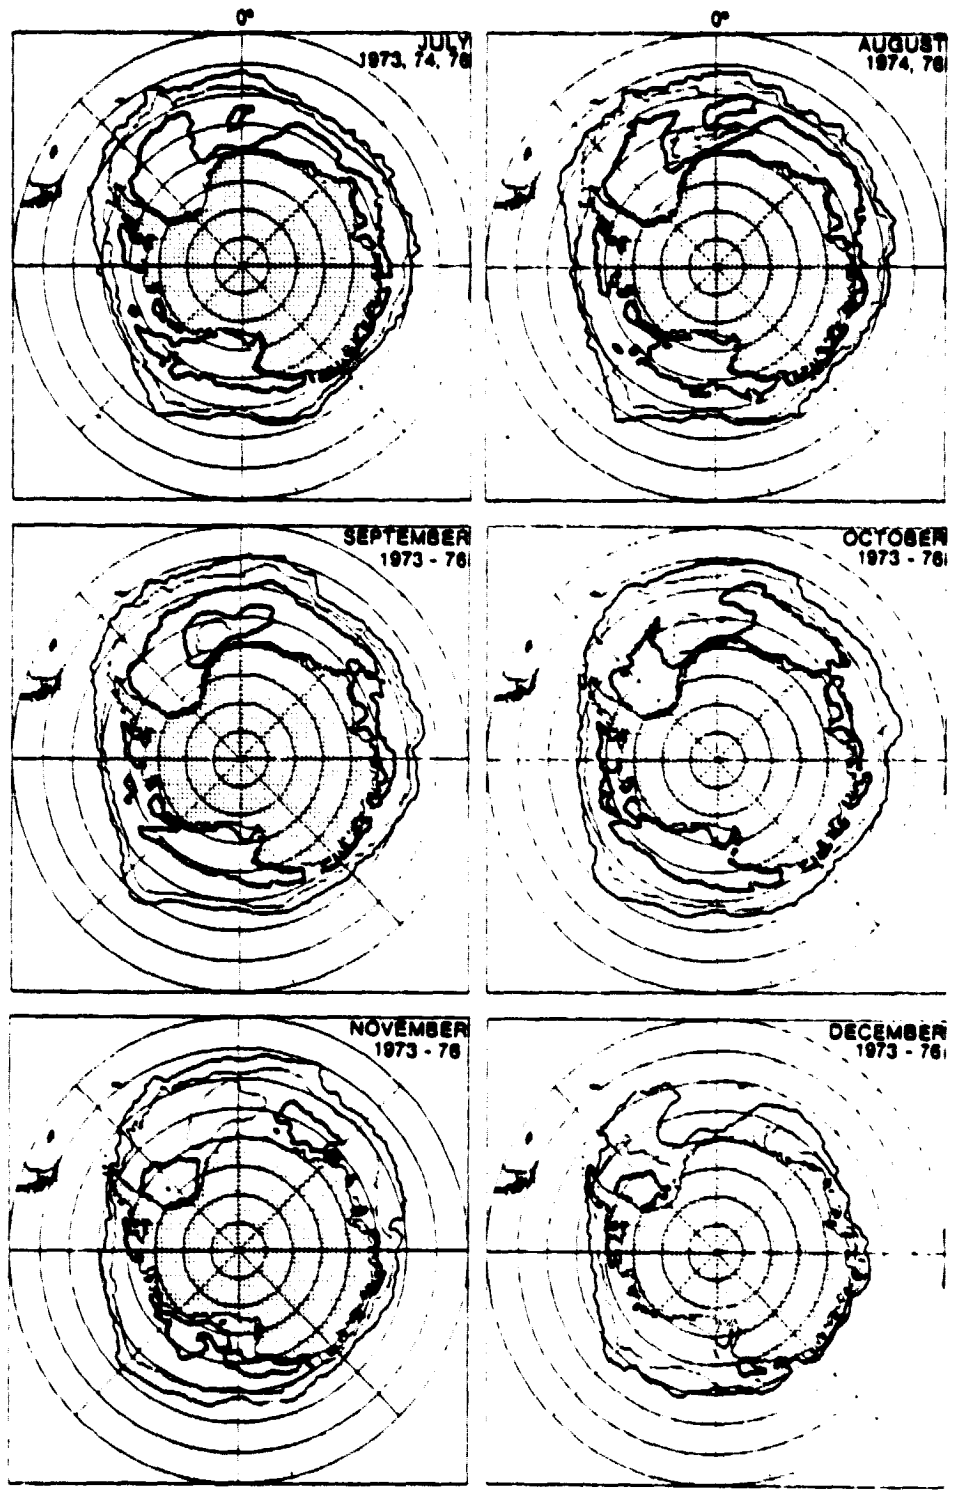 0°
0°
JULY
1973, 74, 76
AUGUST
1974, 76
SEPTEMBER
1973 - 76
OCTOBER
1973 - 76
NOVEMBER
1973 - 76
DECEMBER
1973 - 76